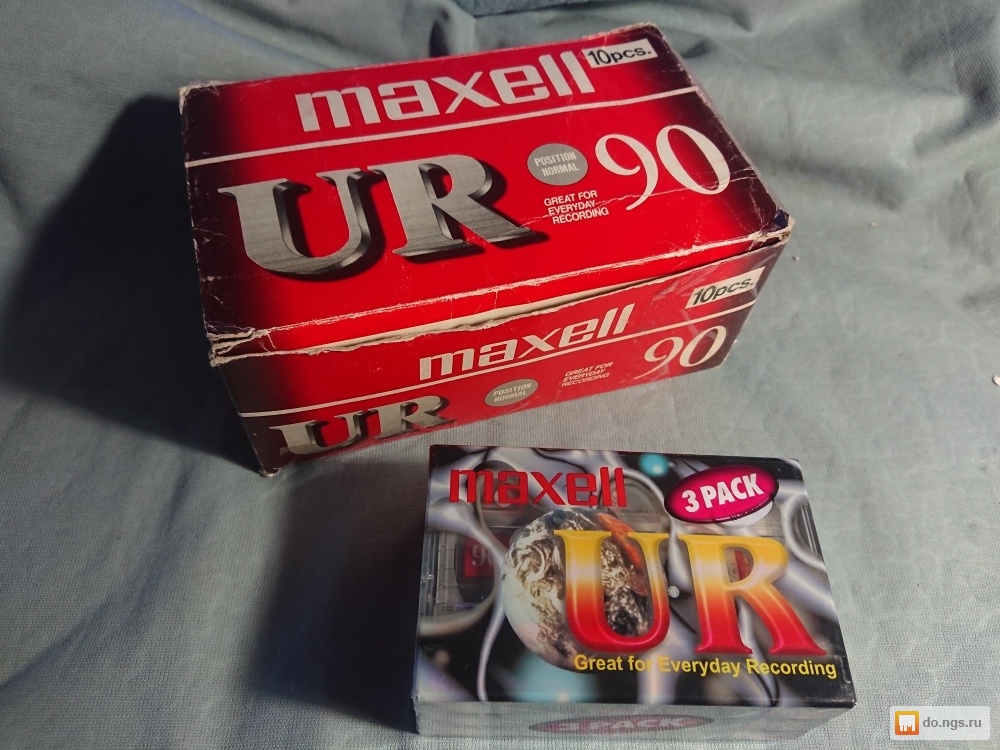 maxell
10pcs.
UR
POSITION
NORMAL
90
GREAT FOR
EVERYDAY
RECORDING
maxell
10pcs.
UR
POSITION
NORMAL
GREAT FOR
EVERYDAY
RECORDING
90
maxell
3 PACK
UR
Great for Everyday Recording
3 PACK
do.ngs.ru